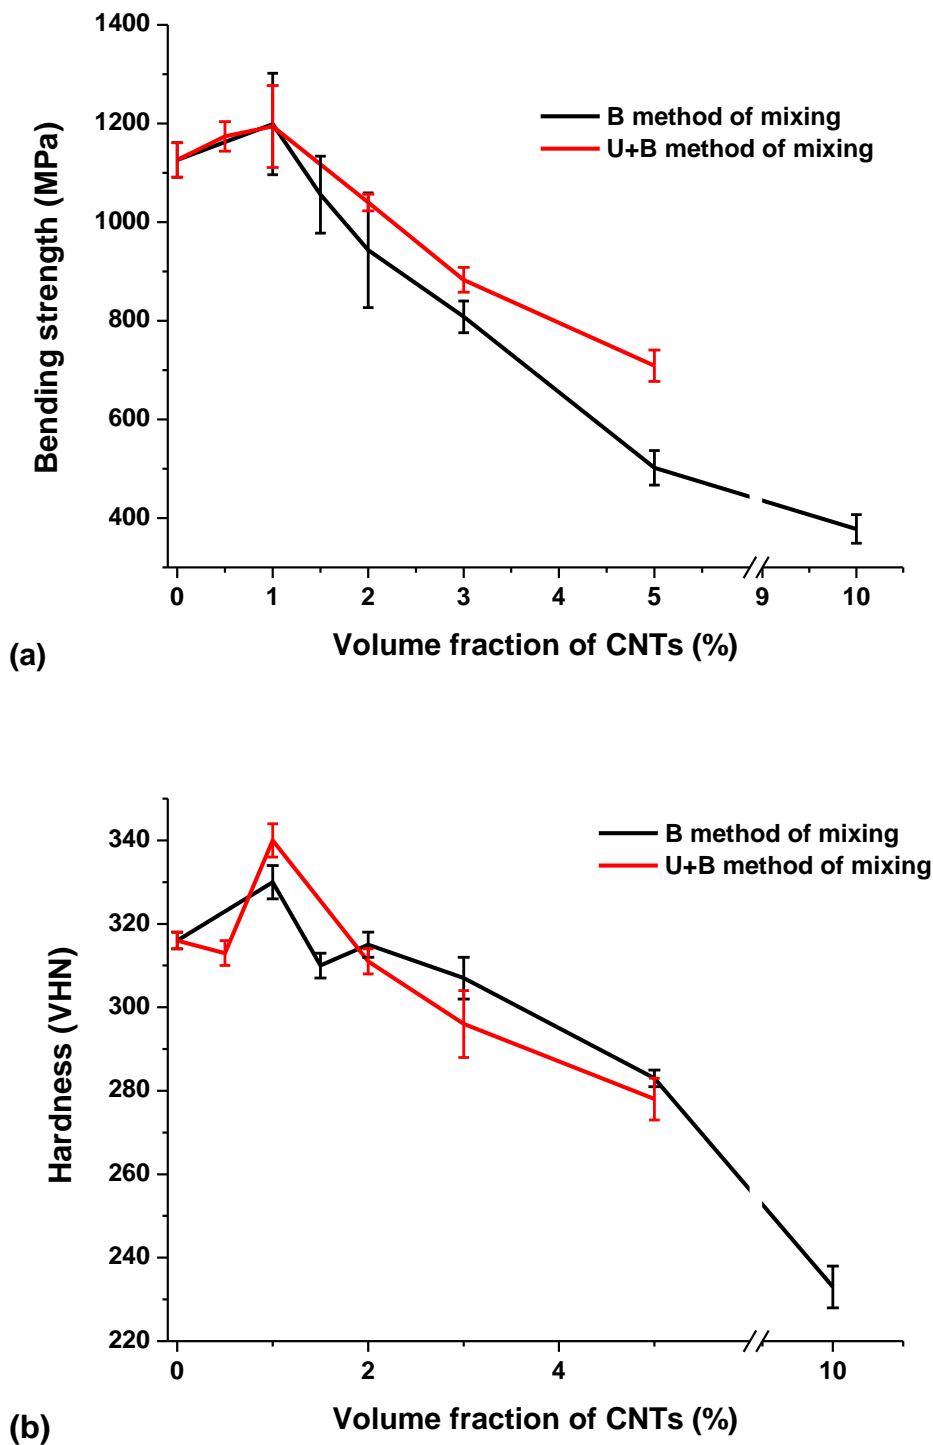 1400
1200
1000
800
600
400
Bending strength (MPa)
B method of mixing
U+B method of mixing
0 1 2 3 4 5 9 10
Volume fraction of CNTs (%)
(a)
340
320
300
280
260
240
220
Hardness (VHN)
B method of mixing
U+B method of mixing
0 2 4 10
Volume fraction of CNTs (%)
(b)